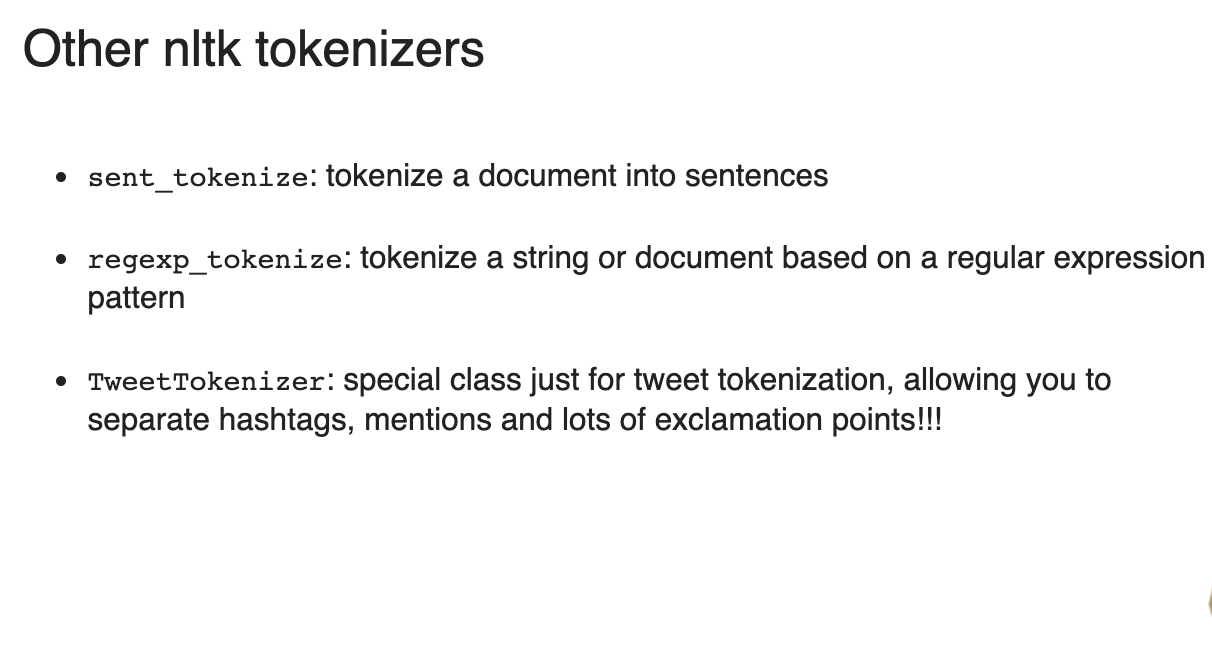 Other nltk tokenizers
• sent_tokenize: tokenize a document into sentences
• regexp_tokenize: tokenize a string or document based on a regular expression
pattern
• TweetTokenizer: special class just for tweet tokenization, allowing you to
separate hashtags, mentions and lots of exclamation points!!!